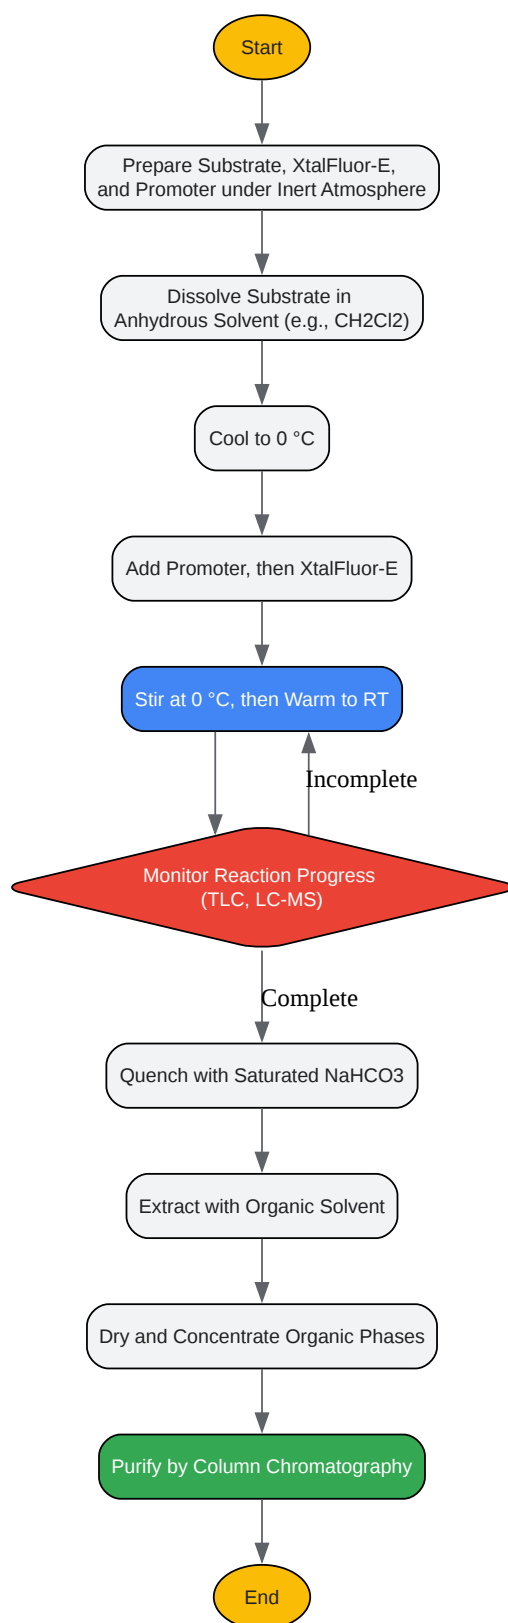 Start
Prepare Substrate, XtalFluor-E,
and Promoter under Inert Atmosphere
Dissolve Substrate in
Anhydrous Solvent (e.g., CH2Cl2)
Cool to 0 °C
Add Promoter, then XtalFluor-E
Stir at 0 °C, then Warm to RT
Incomplete
Monitor Reaction Progress
(TLC, LC-MS)
Complete
Quench with Saturated NaHCO3
Extract with Organic Solvent
Dry and Concentrate Organic Phases
Purify by Column Chromatography
End